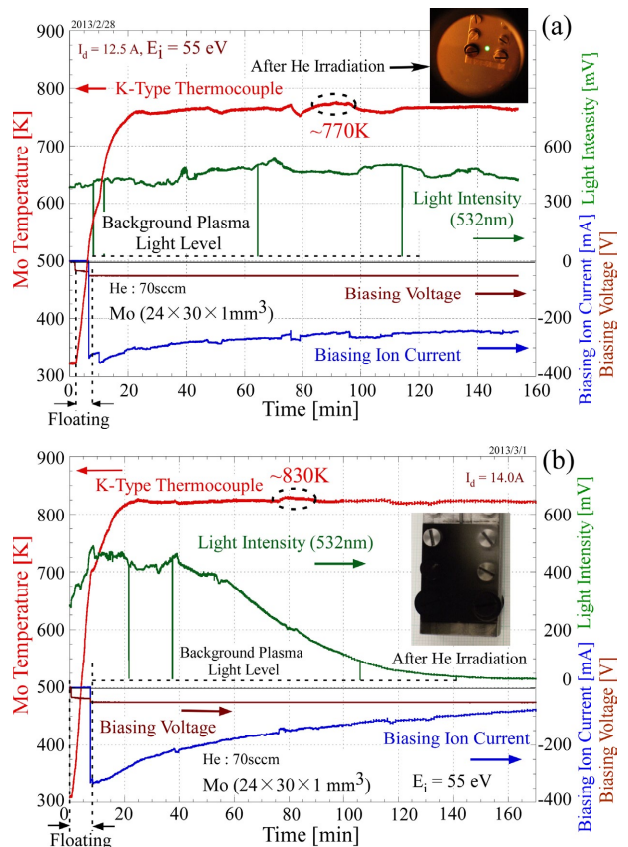 2013/2/28
(a)
I_d = 12.5 A, E_i = 55 eV
After He Irradiation
K-Type Thermocouple
~770K
Light Intensity
(532nm)
Background Plasma
Light Level
He : 70sccm
Mo (24×30×1mm³)
Biasing Voltage
Biasing Ion Current
Floating
Mo Temperature [K]
900
800
700
600
500
400
300
Light Intensity [mV]
600
400
200
0
-200
-400
Biasing Ion Current [mA]
Biasing Voltage [V]
0 20 40 60 80 100 120 140 160
Time [min]
2013/3/1
(b)
I_d = 14.0A
K-Type Thermocouple
~830K
Light Intensity (532nm)
Background Plasma
Light Level
After He Irradiation
Biasing Voltage
Biasing Ion Current
He : 70sccm
Mo (24×30×1 mm³)
E_i = 55 eV
Floating
Mo Temperature [K]
900
800
700
600
500
400
300
Light Intensity [mV]
600
400
200
0
-200
-400
Biasing Ion Current [mA]
Biasing Voltage [V]
0 20 40 60 80 100 120 140 160
Time [min]